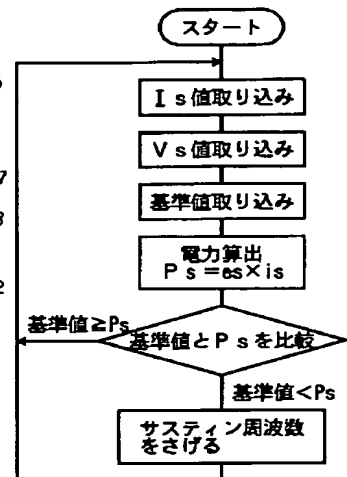 スタート
Is値取り込み
Vs値取り込み
基準値取り込み
電力算出
Ps=es×is
基準値≧Ps
基準値とPsを比較
基準値<Ps
サスティン周波数
をさげる